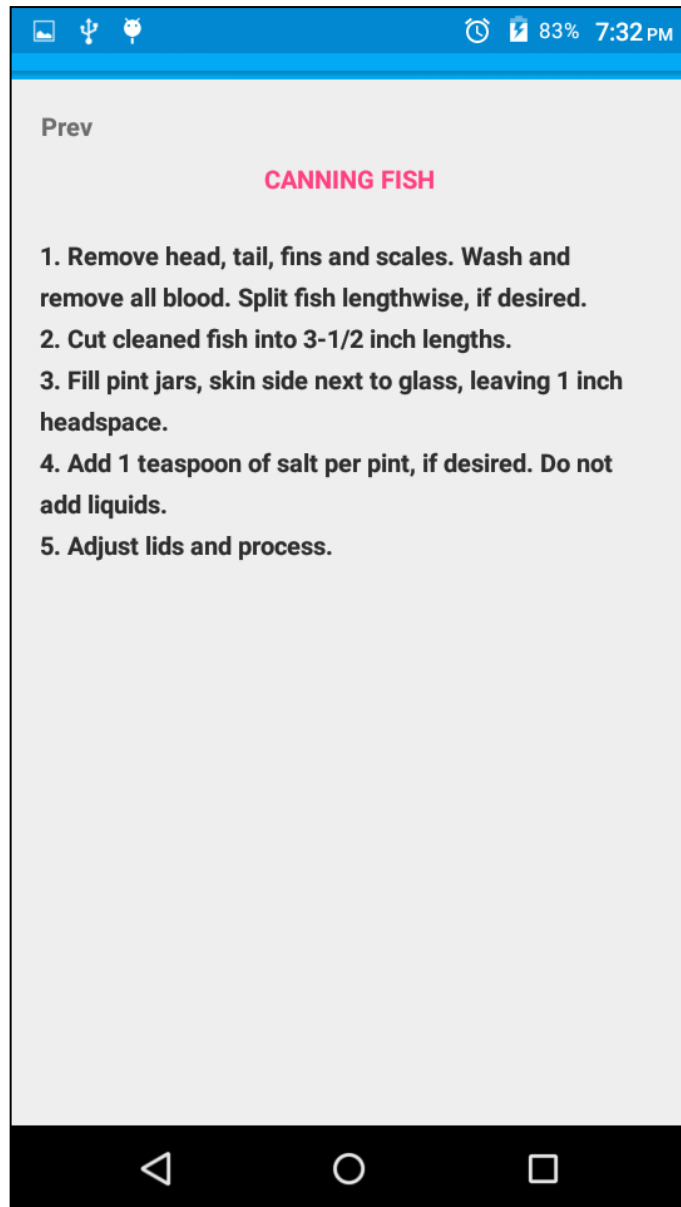 83% 7:32 PM
Prev
CANNING FISH
1. Remove head, tail, fins and scales. Wash and
remove all blood. Split fish lengthwise, if desired.
2. Cut cleaned fish into 3-1/2 inch lengths.
3. Fill pint jars, skin side next to glass, leaving 1 inch
headspace.
4. Add 1 teaspoon of salt per pint, if desired. Do not
add liquids.
5. Adjust lids and process.